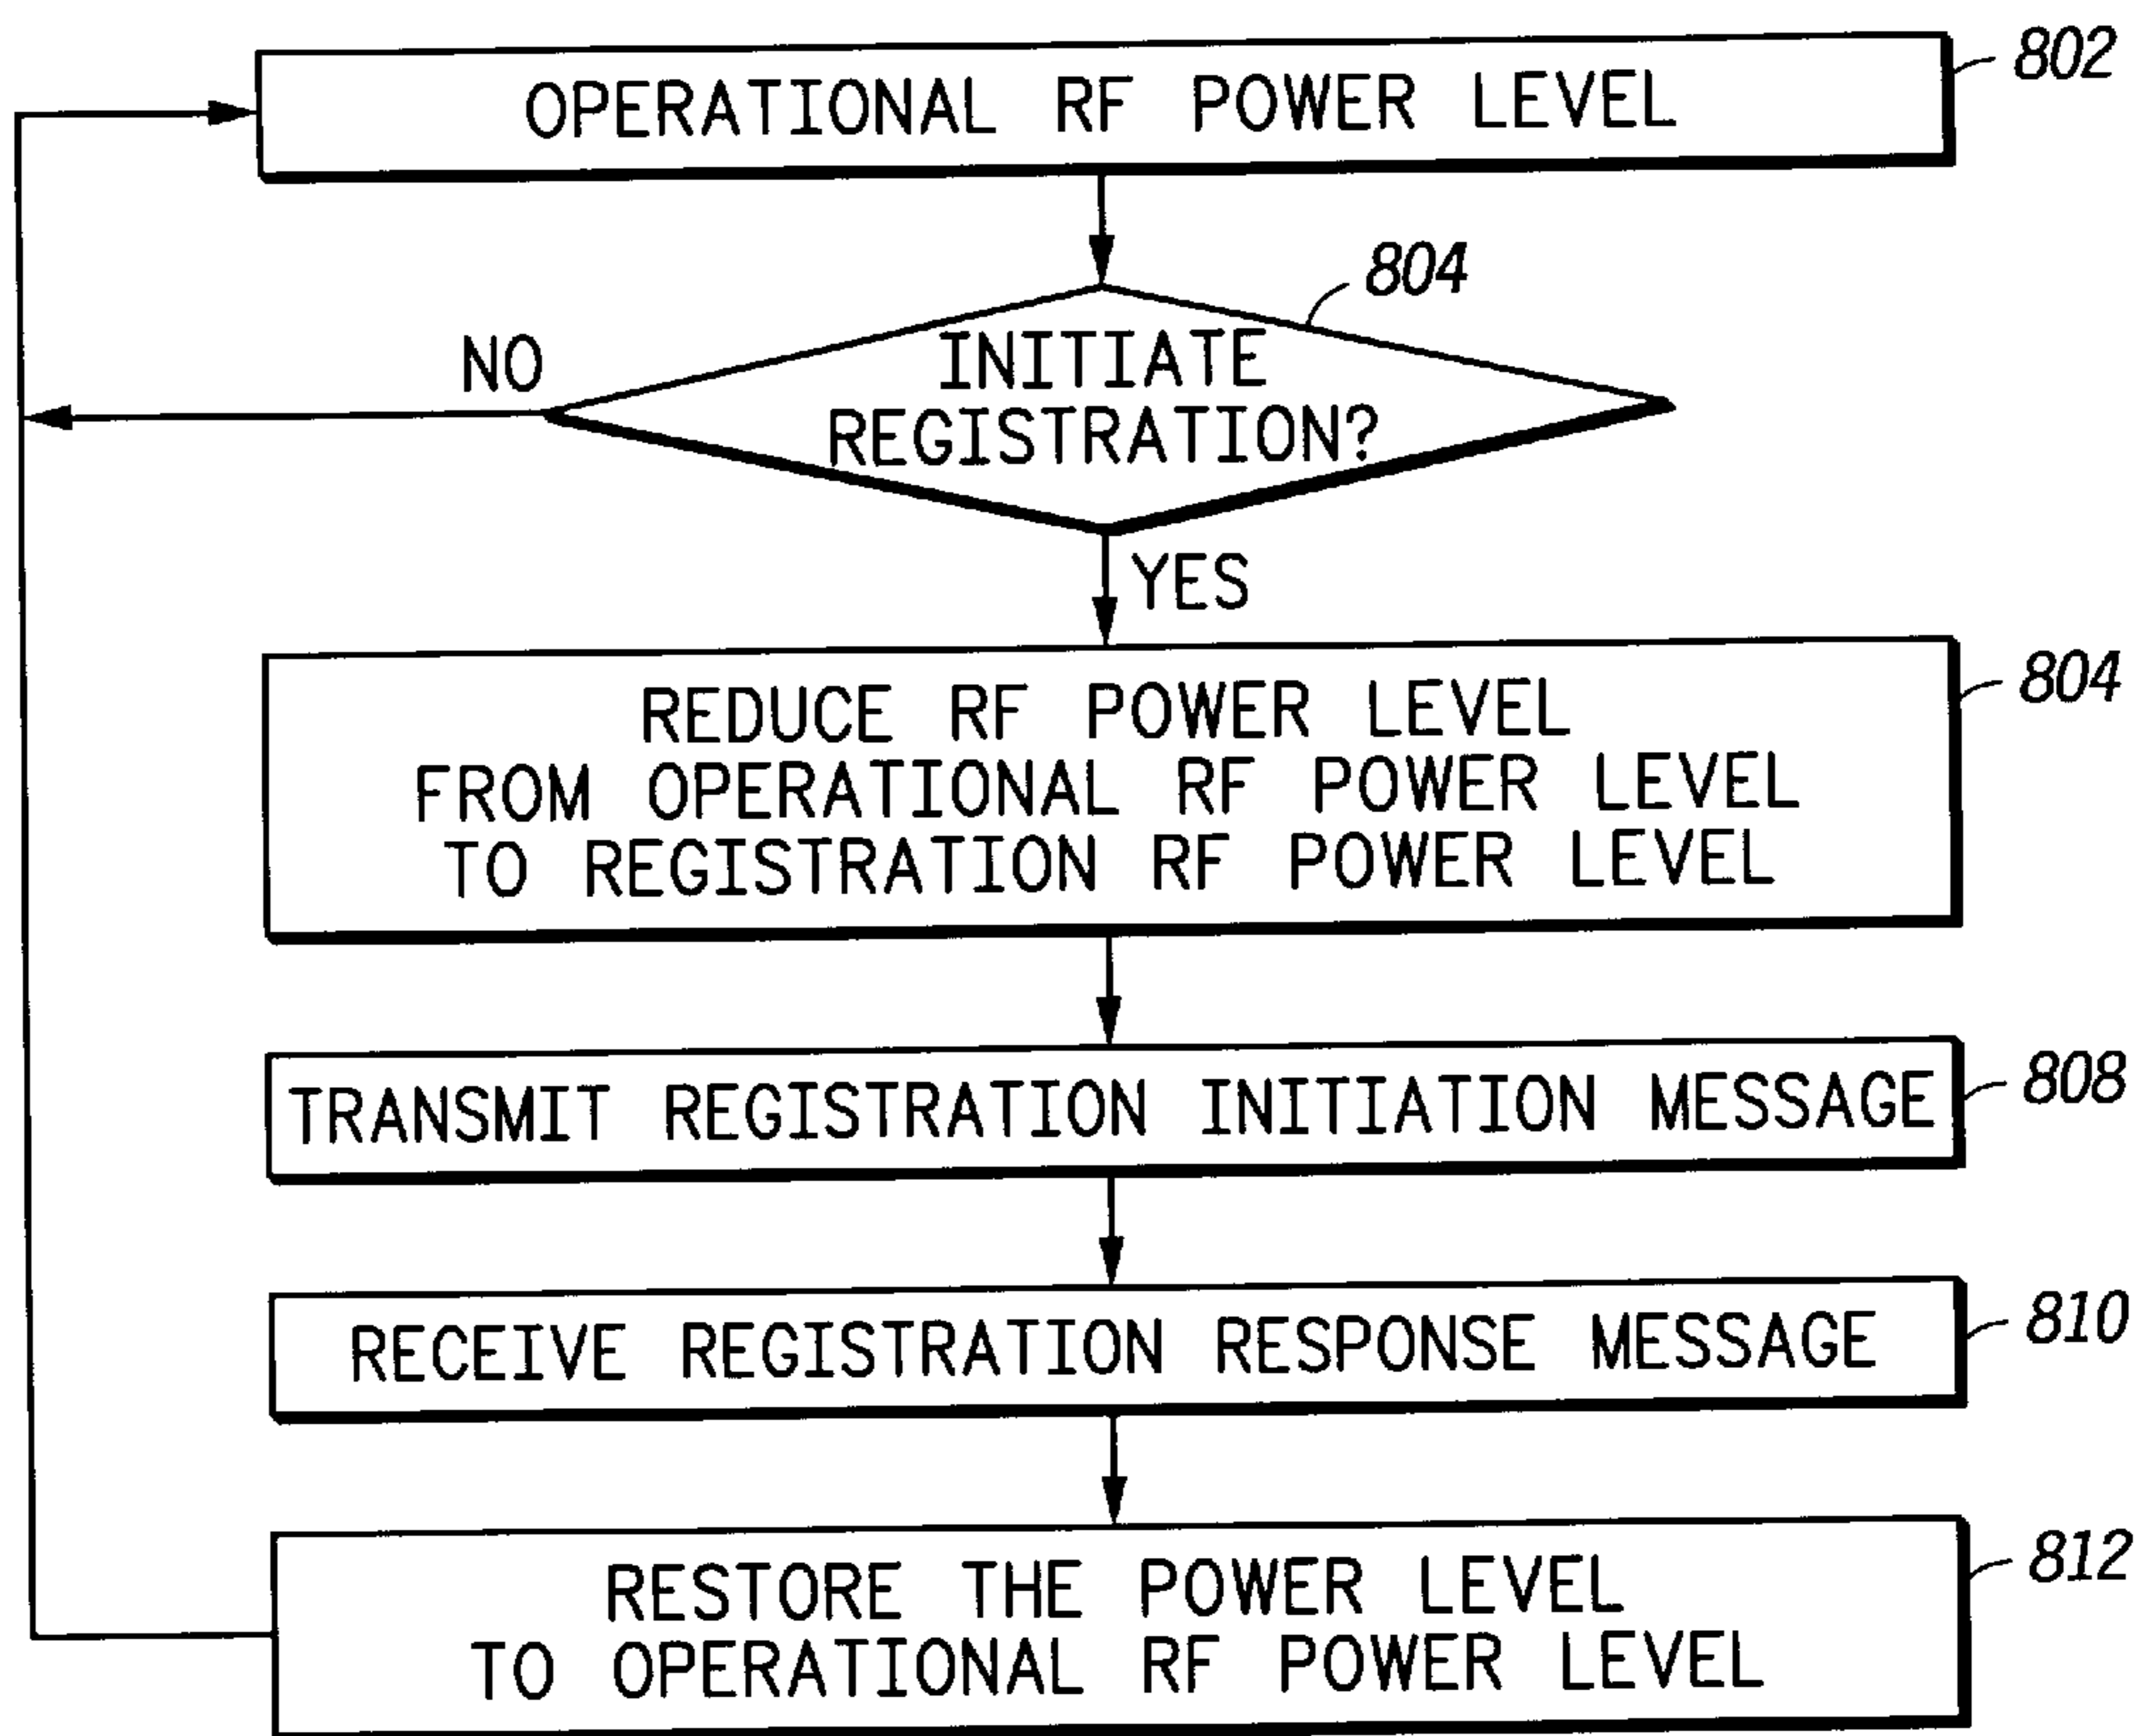 OPERATIONAL RF POWER LEVEL
802
804
INITIATE
REGISTRATION?
NO
YES
REDUCE RF POWER LEVEL
FROM OPERATIONAL RF POWER LEVEL
TO REGISTRATION RF POWER LEVEL
804
TRANSMIT REGISTRATION INITIATION MESSAGE
808
RECEIVE REGISTRATION RESPONSE MESSAGE
810
RESTORE THE POWER LEVEL
TO OPERATIONAL RF POWER LEVEL
812